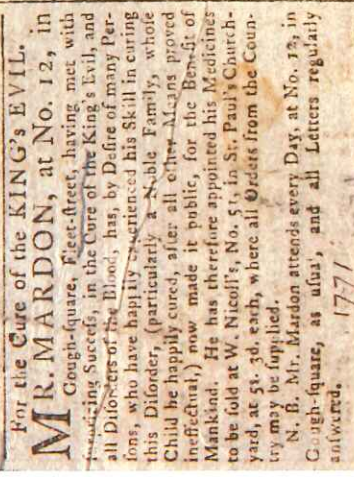 For the Cure of the KING's EVIL.
MR. MARDON, at No. 12, in
Gough-square, Fleet-street, having met with
Success, in the Cure of the King's Evil, and
all Disorders of the Blood, has, by Desire of many Per-
sons, who have happily experienced his Skill in curing
this Disorder, (particularly a Noble Family, whose
Child he happily cured, after all other Means proved
ineffectual,) now made it public, for the Benefit of
Mankind. He has therefore appointed his Medicines
to be sold at W. Nicoll's, No. 51, in St. Paul's Church-
yard, at 5s. 3d. each, where all Orders from the Coun-
try may be supplied.
N. B. Mr. Mardon attends every Day, at No. 12, in
Gough-square, as usual, and all Letters regularly
answered.
1771